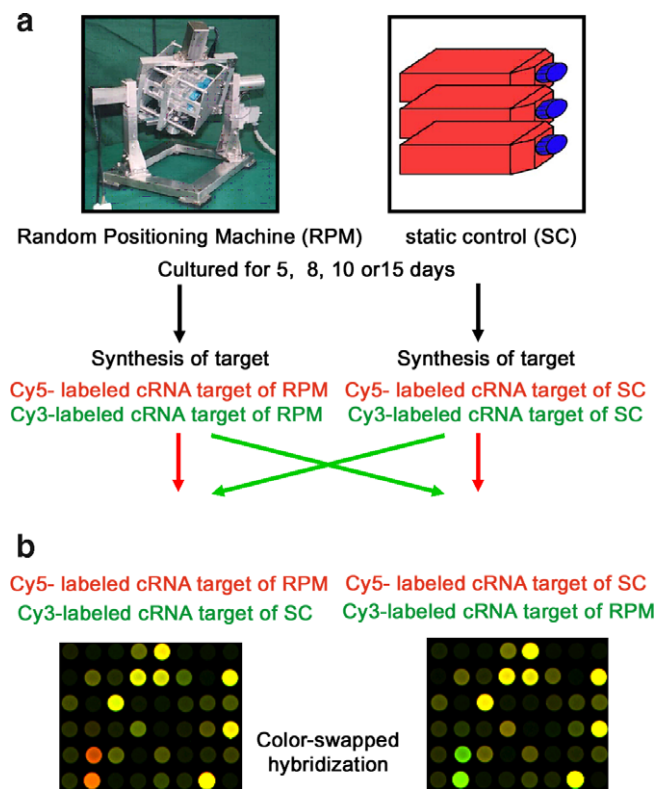 a
Random Positioning Machine (RPM)
static control (SC)
Cultured for 5, 8, 10 or15 days
Synthesis of target
Cy5- labeled cRNA target of RPM
Cy3-labeled cRNA target of RPM
Synthesis of target
Cy5- labeled cRNA target of SC
Cy3-labeled cRNA target of SC
b
Cy5- labeled cRNA target of RPM
Cy3-labeled cRNA target of SC
Cy5- labeled cRNA target of SC
Cy3-labeled cRNA target of RPM
Color-swapped
hybridization